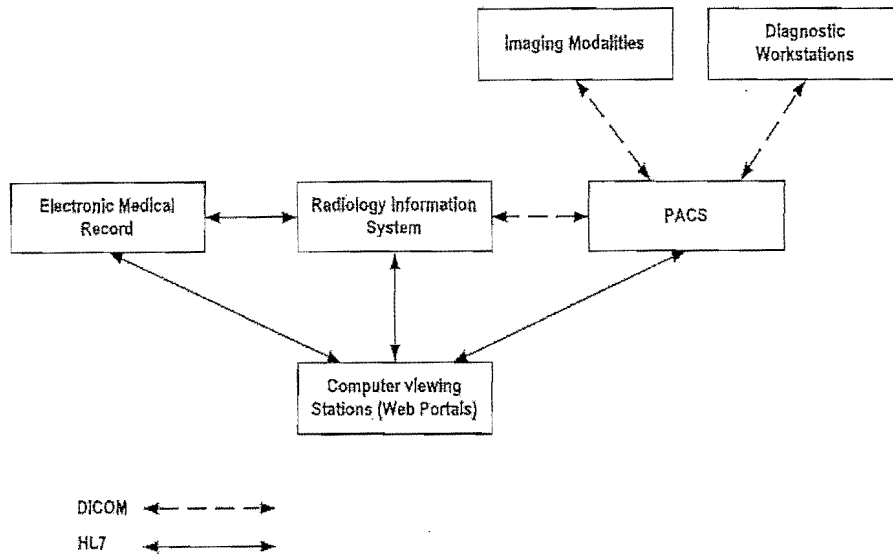 Imaging Modalities
Diagnostic
Workstations
Electronic Medical
Record
Radiology Information
System
PACS
Computer viewing
Stations (Web Portals)
DICOM
HL7